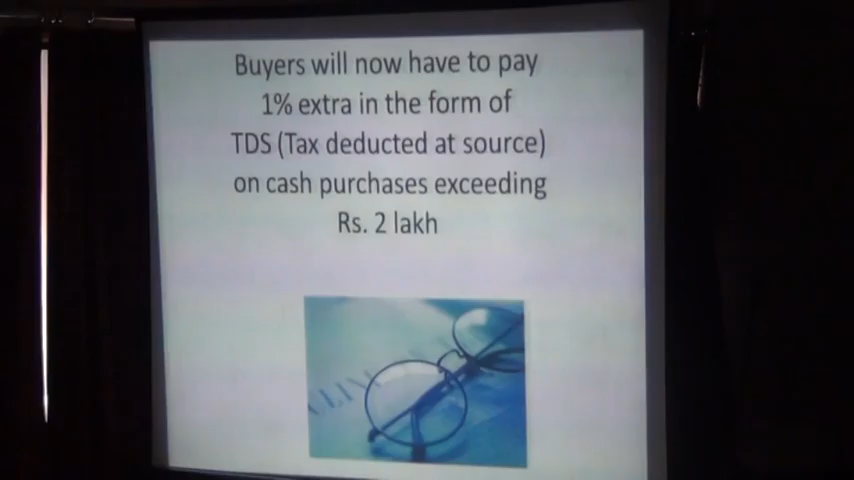 Buyers will now have to pay
1% extra in the form of
TDS (Tax deducted at source)
on cash purchases exceeding
Rs. 2 lakh